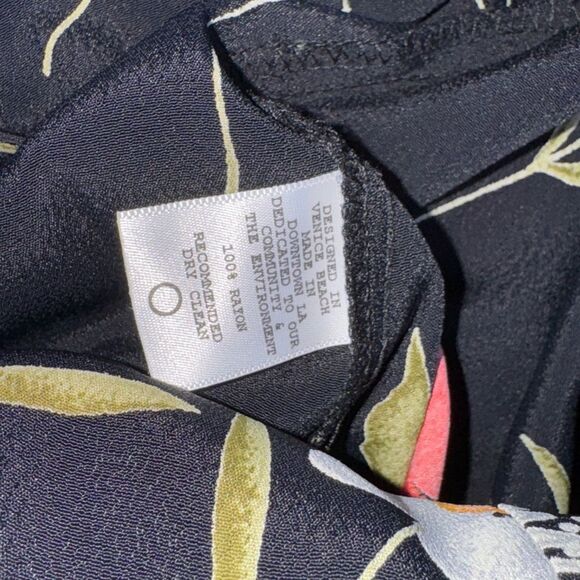 DESIGNED IN
VENICE BEACH
MADE IN
DOWNTOWN LA
DEDICATED TO OUR
COMMUNITY &
THE ENVIRONMENT
100% RAYON
RECOMMENDED
DRY CLEAN